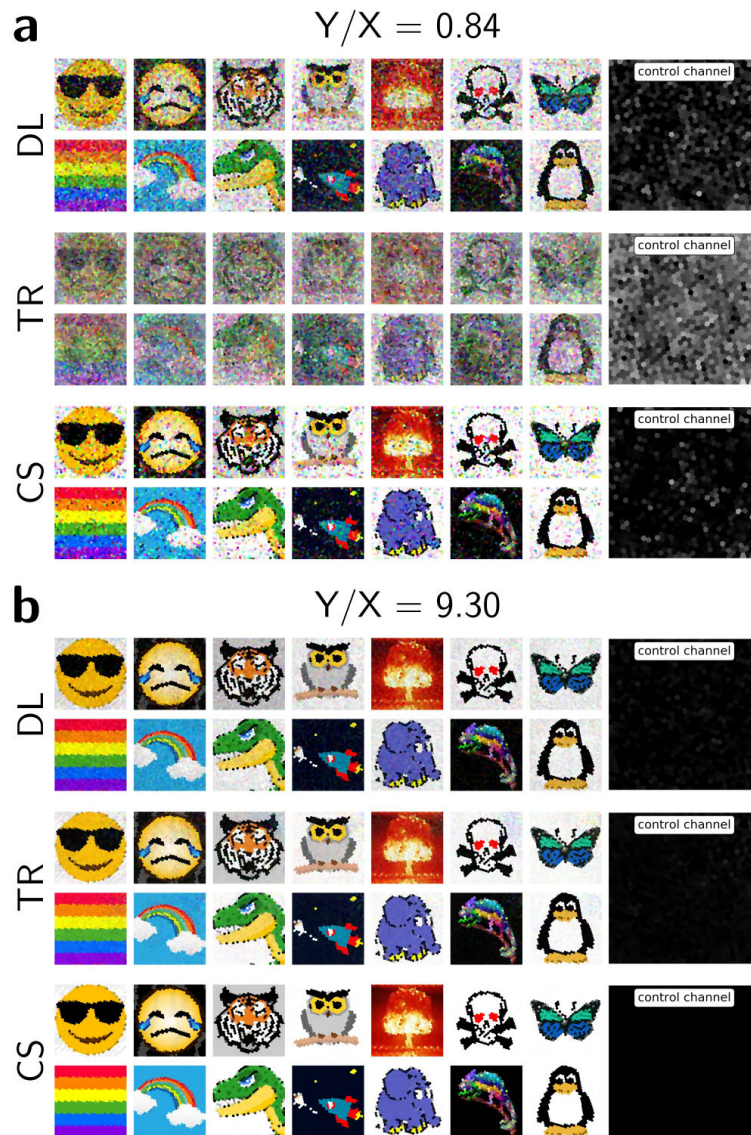 a
Y/X = 0.84
DL
control channel
TR
control channel
CS
control channel
b
Y/X = 9.30
DL
control channel
TR
control channel
CS
control channel